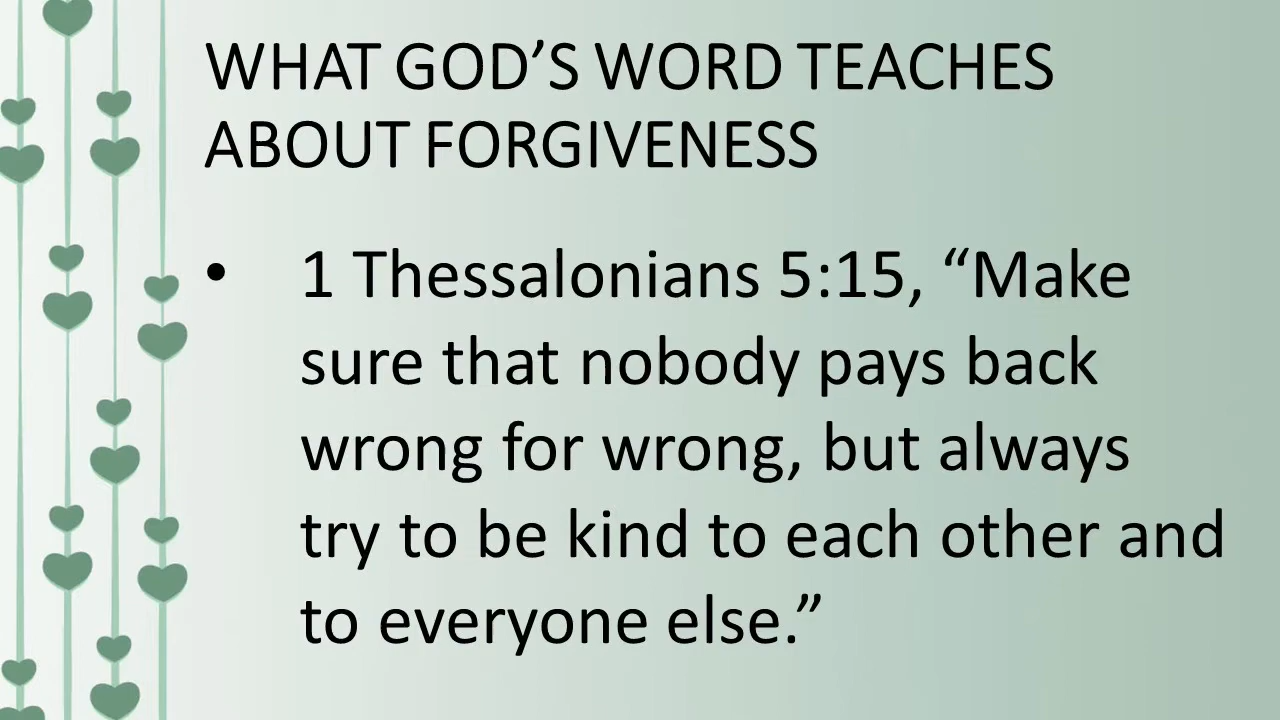 WHAT GOD’S WORD TEACHES
ABOUT FORGIVENESS
• 1 Thessalonians 5:15, “Make
sure that nobody pays back
wrong for wrong, but always
try to be kind to each other and
to everyone else.”